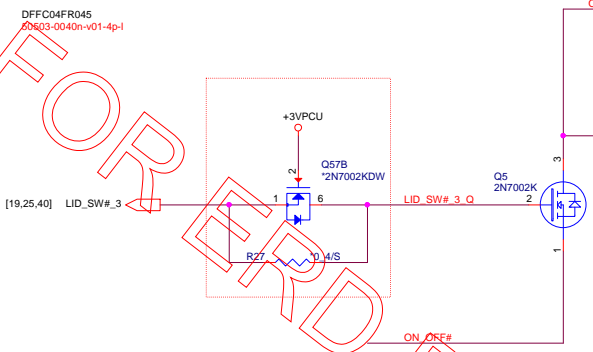 DFFC04FR045
50503-0040n-v01-4p-l
+3VPCU
2
Q57B
*2N7002KDW
Q5
2N7002K
3
[19,25,40] LID_SW#_3
1
6
LID_SW#_3_Q
2
R27
*0_4/S
1
ON_OFF#
FOR
ERD